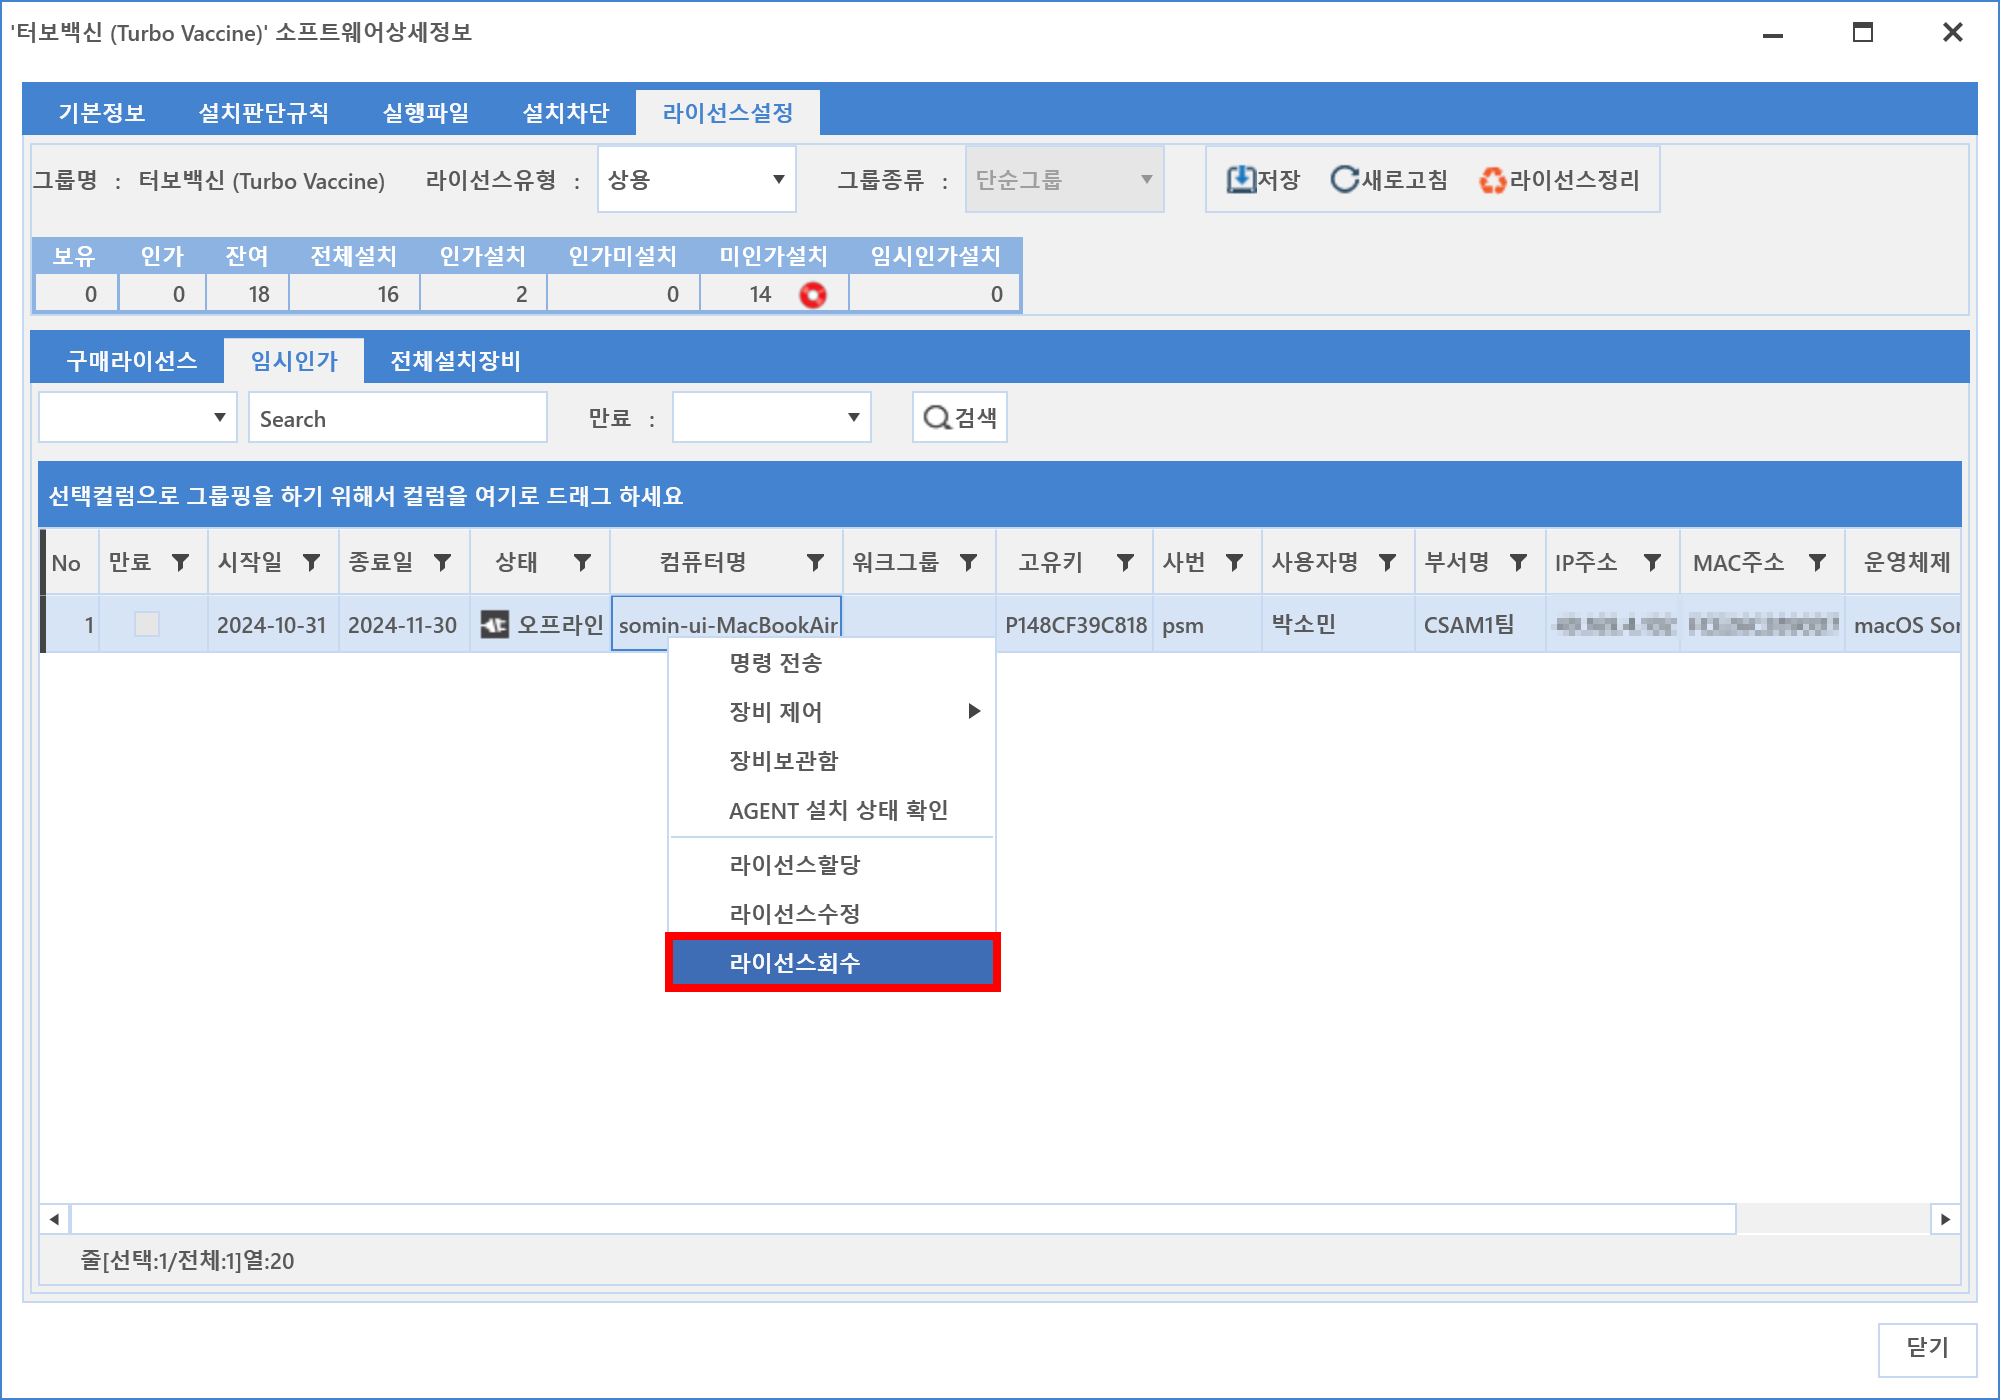 '터보백신 (Turbo Vaccine)' 소프트웨어상세정보
기본정보 설치판단규칙 실행파일 설치차단 라이선스설정
그룹명 : 터보백신 (Turbo Vaccine) 라이선스유형 : 상용 그룹종류 : 단순그룹 저장 새로고침 라이선스정리
보유 인가 잔여 전체설치 인가설치 인가미설치 미인가설치 임시인가설치
0 0 18 16 2 0 14 0
구매라이선스 임시인가 전체설치장비
Search 만료 : 검색
선택컬럼으로 그룹핑을 하기 위해서 컬럼을 여기로 드래그 하세요
No 만료 시작일 종료일 상태 컴퓨터명 워크그룹 고유키 사번 사용자명 부서명 IP주소 MAC주소 운영체제
1 2024-10-31 2024-11-30 오프라인 somin-ui-MacBookAir P148CF39C818 psm 박소민 CSAM1팀 macOS Son
명령 전송
장비 제어
장비보관함
AGENT 설치 상태 확인
라이선스할당
라이선스수정
라이선스회수
줄[선택:1/전체:1]열:20
닫기